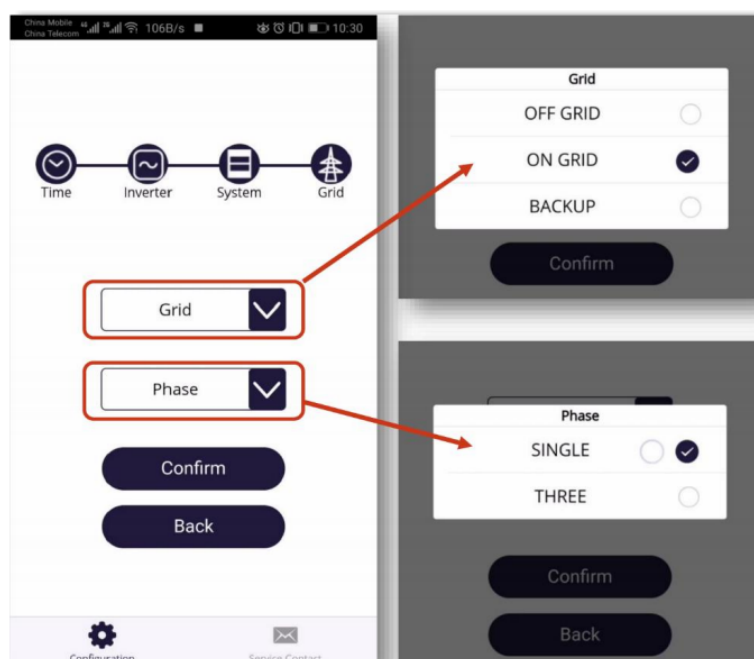 China Mobile
China Telecom
106B/s
10:30
Time
Inverter
System
Grid
Grid
Phase
Confirm
Back
Configuration
Service Contact
Grid
OFF GRID
ON GRID
BACKUP
Confirm
Phase
SINGLE
THREE
Confirm
Back